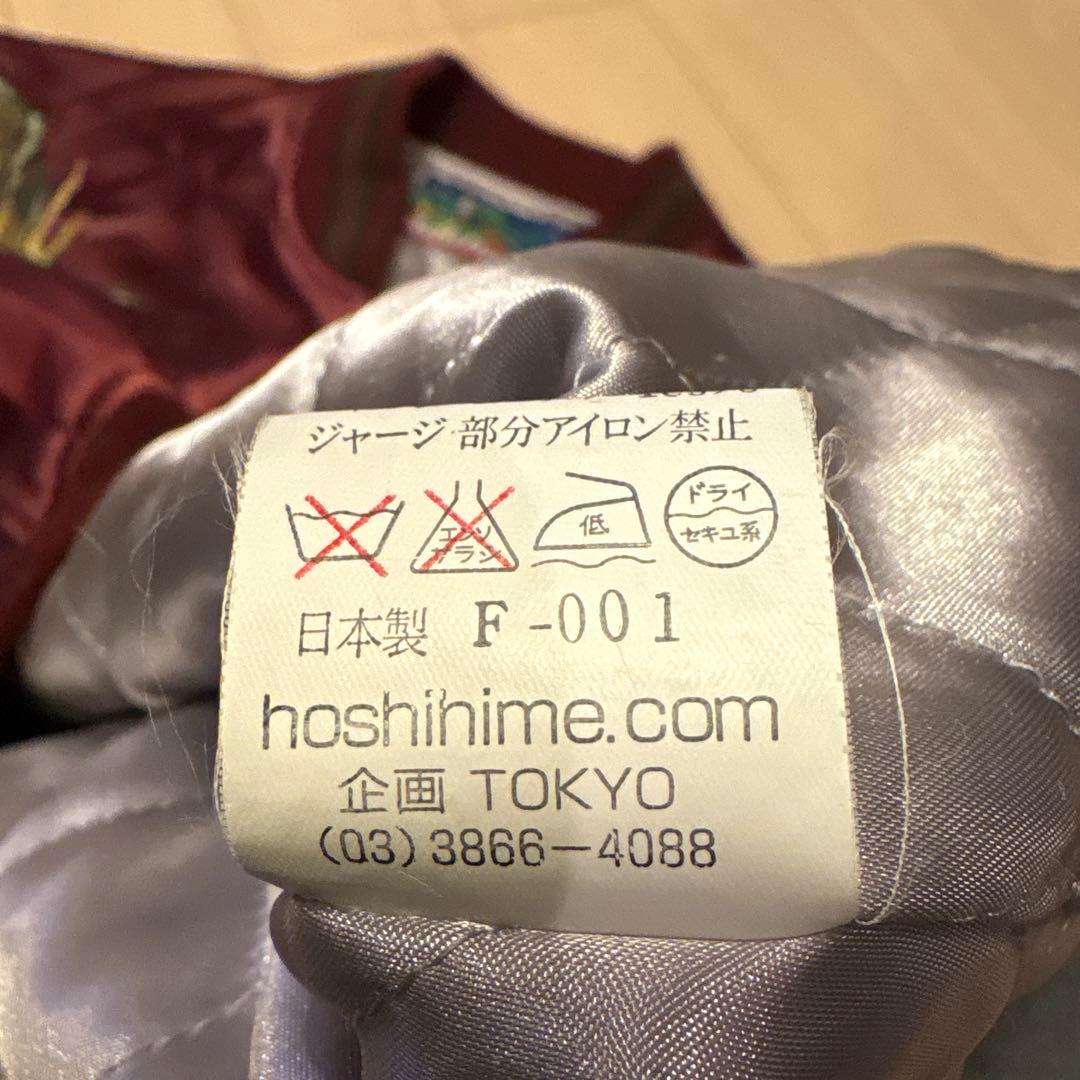 ジャージ部分アイロン禁止
エンソ
サラシ
低
ドライ
セキユ系
日本製 F-001
hoshihime.com
企画 TOKYO
(03)3866-4088